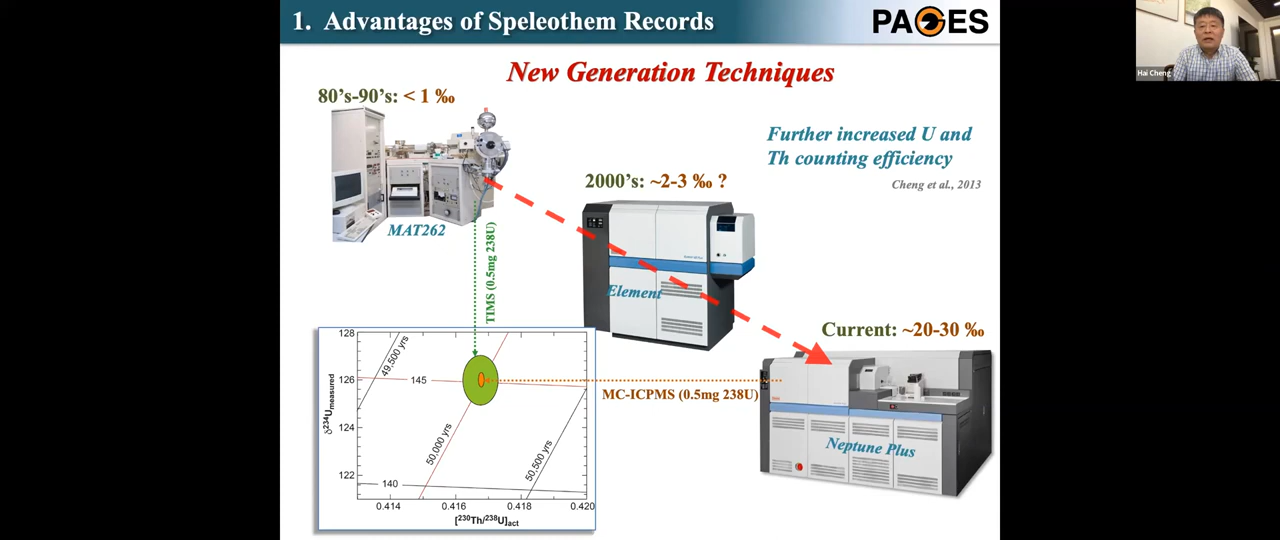 1. Advantages of Speleothem Records
PAGES
Hai Cheng
New Generation Techniques
80's-90's: < 1 ‰
Further increased U and
Th counting efficiency
Cheng et al., 2013
2000's: ~2-3 ‰ ?
MAT262
TIMS (0.5mg 238U)
Element
Current: ~20-30 ‰
MC-ICPMS (0.5mg 238U)
Neptune Plus
128
126
124
122
δ²³⁴Umeasured
49,500 yrs
145
50,000 yrs
50,500 yrs
140
0.414
0.416
0.418
0.420
[²³⁰Th/²³⁸U]act